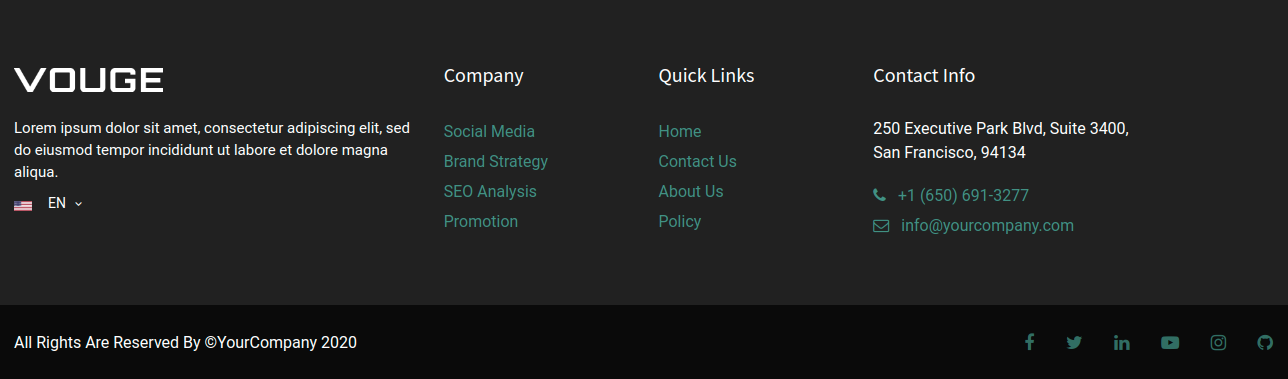 VOUGE
Lorem ipsum dolor sit amet, consectetur adipiscing elit, sed
do eiusmod tempor incididunt ut labore et dolore magna
aliqua.
EN
Company
Social Media
Brand Strategy
SEO Analysis
Promotion
Quick Links
Home
Contact Us
About Us
Policy
Contact Info
250 Executive Park Blvd, Suite 3400,
San Francisco, 94134
+1 (650) 691-3277
info@yourcompany.com
All Rights Are Reserved By ©YourCompany 2020